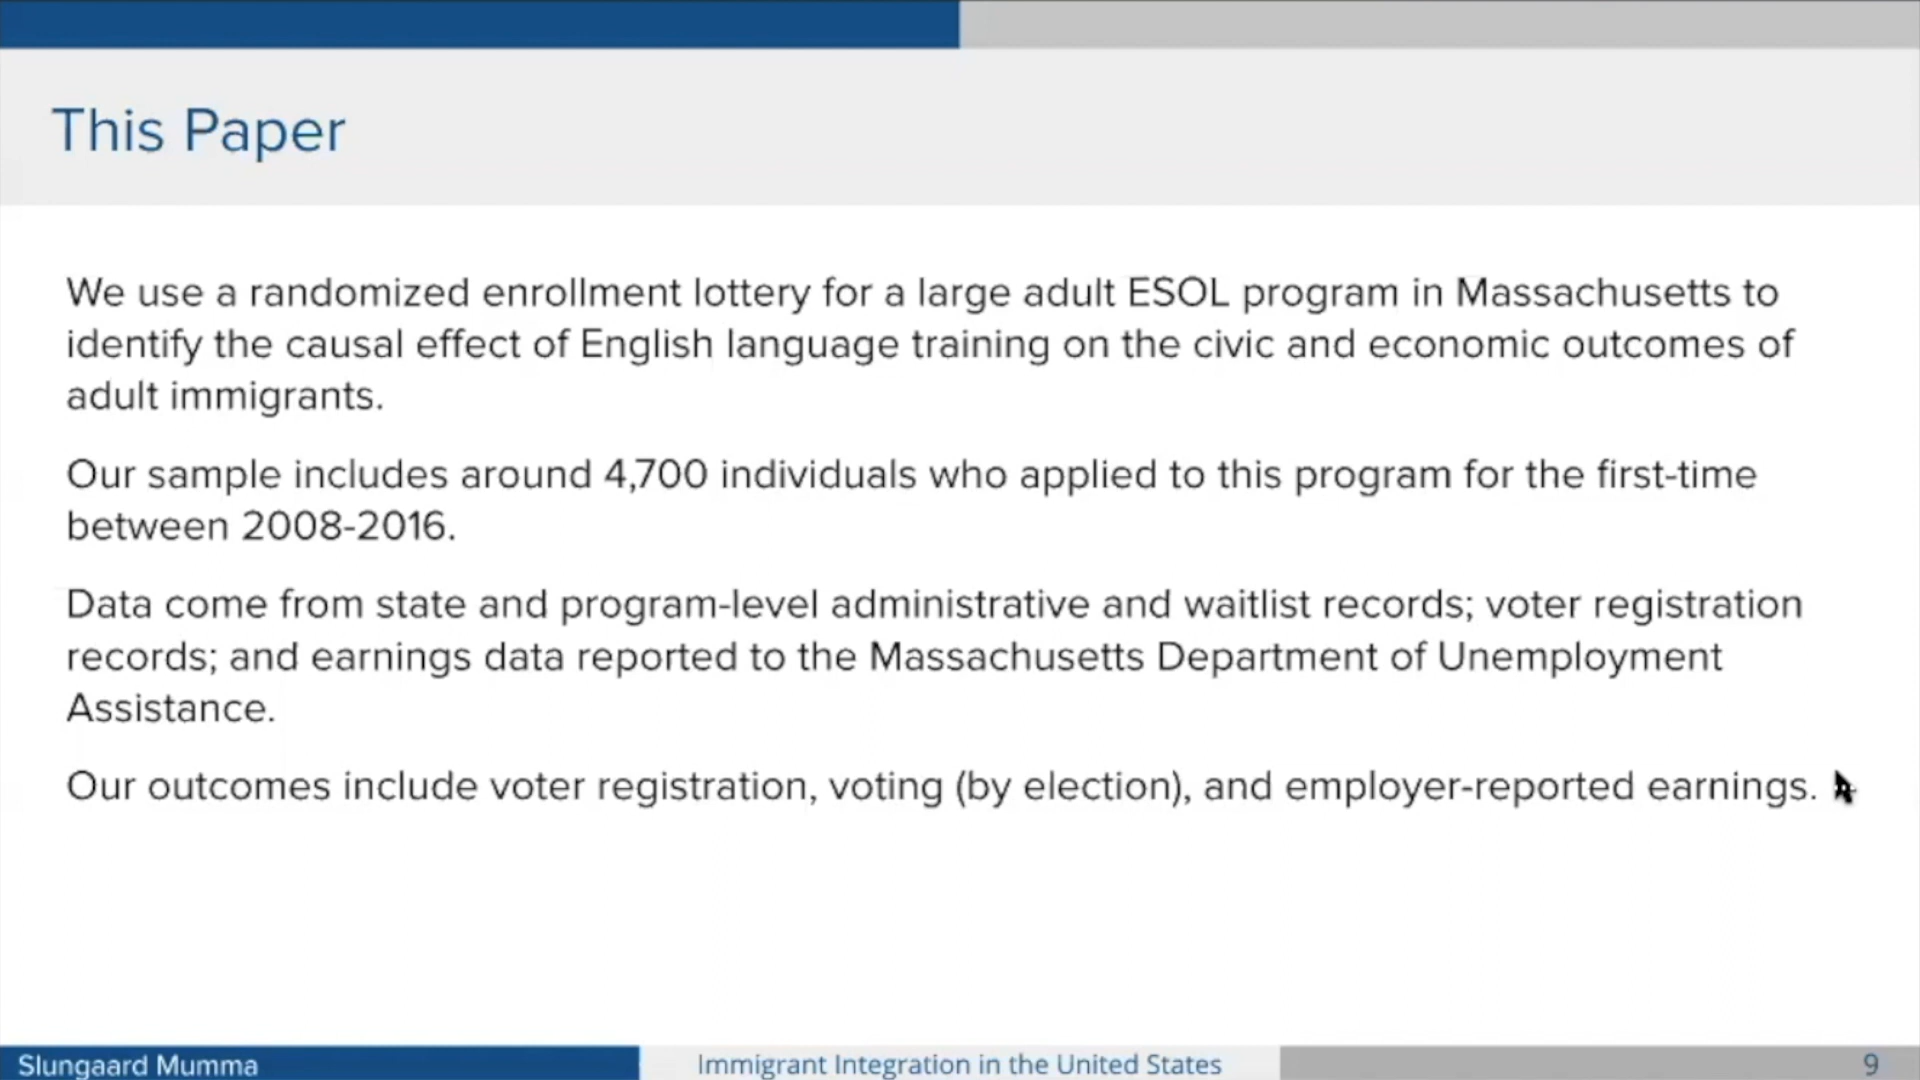 This Paper
We use a randomized enrollment lottery for a large adult ESOL program in Massachusetts to
identify the causal effect of English language training on the civic and economic outcomes of
adult immigrants.
Our sample includes around 4,700 individuals who applied to this program for the first-time
between 2008-2016.
Data come from state and program-level administrative and waitlist records; voter registration
records; and earnings data reported to the Massachusetts Department of Unemployment
Assistance.
Our outcomes include voter registration, voting (by election), and employer-reported earnings.
Slungaard Mumma
Immigrant Integration in the United States
9